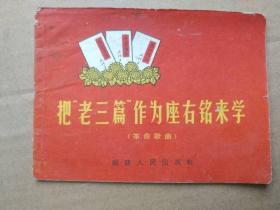 把“老三篇”作为座右铭来学
（革命歌曲）
福建人民出版社